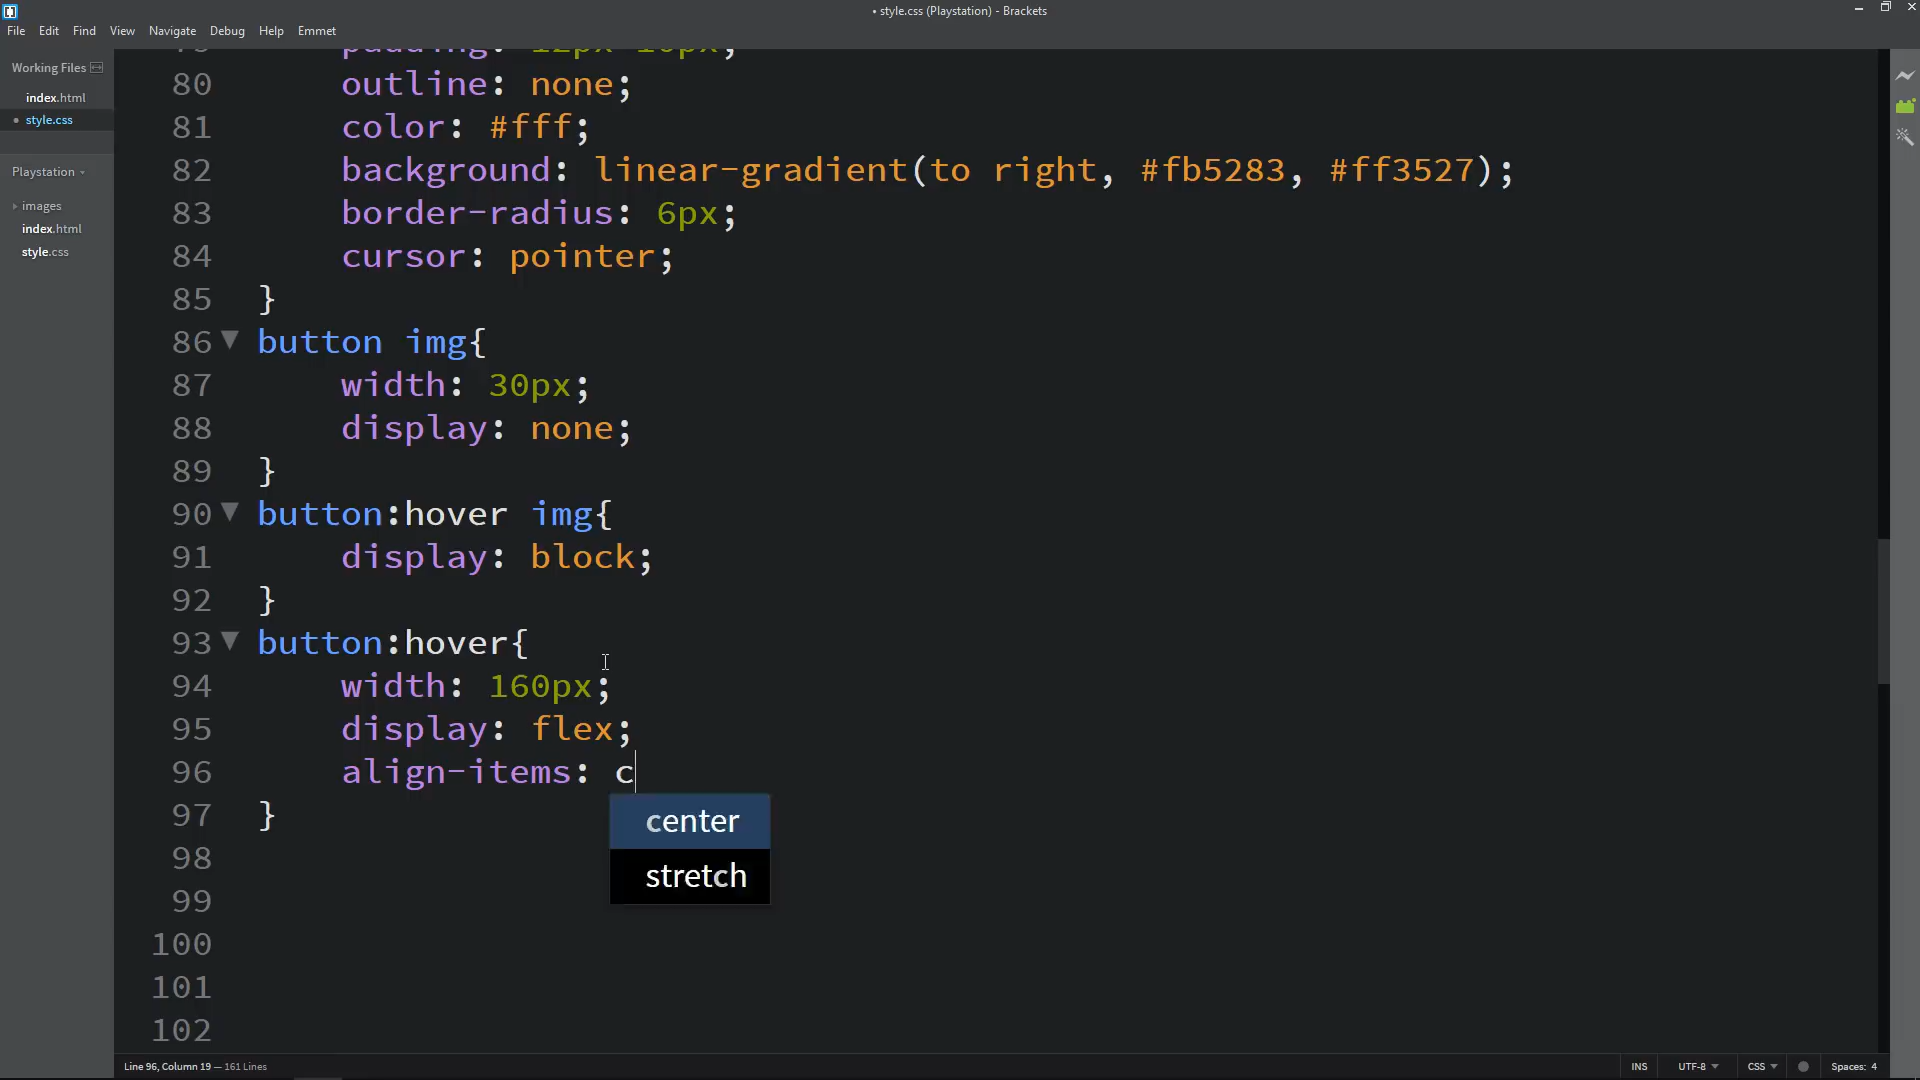 • style.css (Playstation) - Brackets
File Edit Find View Navigate Debug Help Emmet
Working Files
index.html
• style.css
Playstation
images
index.html
style.css
79 padding: 12px 16px;
80 outline: none;
81 color: #fff;
82 background: linear-gradient(to right, #fb5283, #ff3527);
83 border-radius: 6px;
84 cursor: pointer;
85 }
86 button img{
87 width: 30px;
88 display: none;
89 }
90 button:hover img{
91 display: block;
92 }
93 button:hover{
94 width: 160px;
95 display: flex;
96 align-items: c
97 }
center
stretch
98
99
100
101
102
Line 96, Column 19 — 161 Lines
INS UTF-8 CSS Spaces: 4